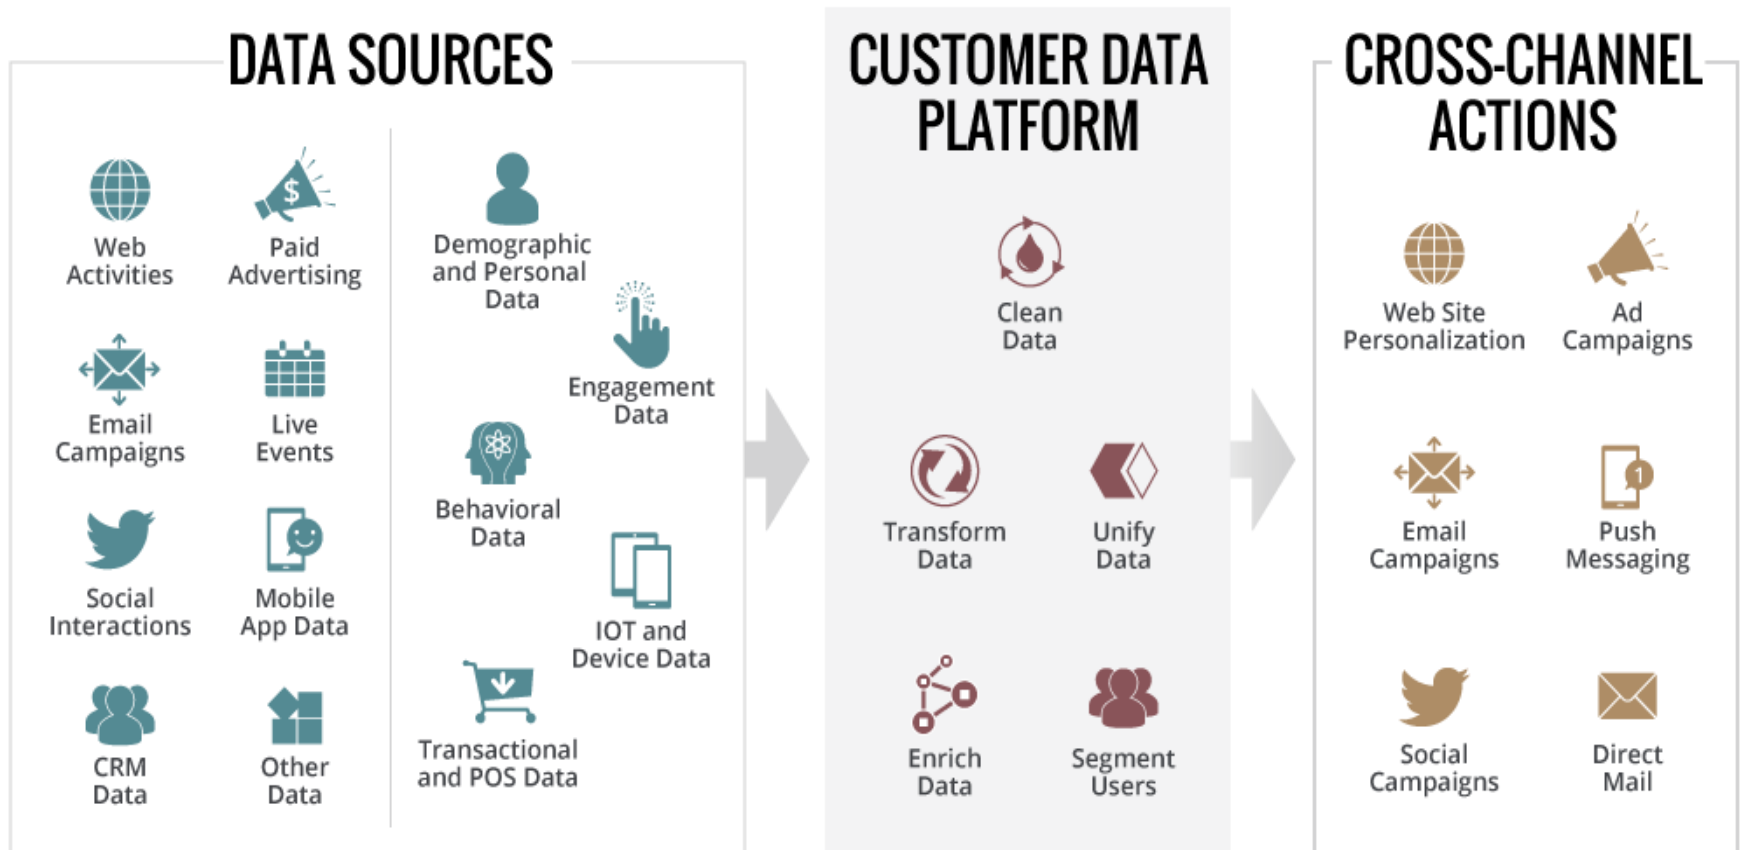 DATA SOURCES
Web
Activities
Paid
Advertising
Email
Campaigns
Live
Events
Social
Interactions
Mobile
App Data
CRM
Data
Other
Data
$
Demographic
and Personal
Data
Engagement
Data
Behavioral
Data
IOT and
Device Data
Transactional
and POS Data
CUSTOMER DATA
PLATFORM
Clean
Data
Transform
Data
Unify
Data
Enrich
Data
Segment
Users
CROSS-CHANNEL
ACTIONS
Web Site
Personalization
Ad
Campaigns
Email
Campaigns
1
Push
Messaging
Social
Campaigns
Direct
Mail